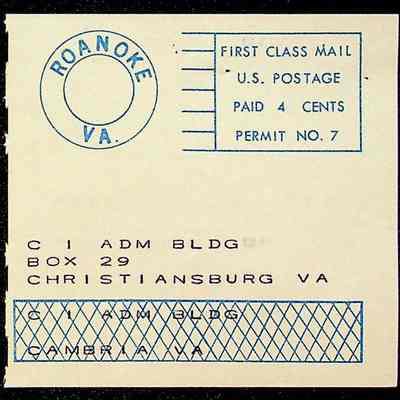 ROANOKE
VA.
FIRST CLASS MAIL
U.S. POSTAGE
PAID 4 CENTS
PERMIT NO. 7
C I ADM BLDG
BOX 29
CHRISTIANSBURG VA
C I ADM BLDG
CAMBRIA VA